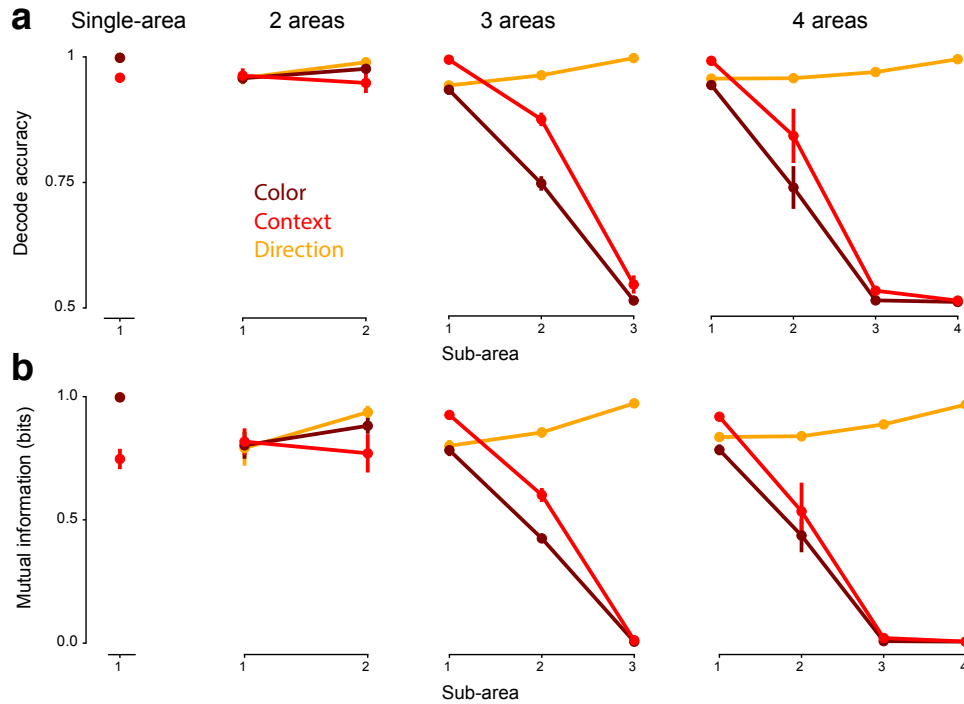 a
Single-area 2 areas 3 areas 4 areas
Decode accuracy
1
0.75
0.5
Color
Context
Direction
1 1 2 1 2 3 1 2 3 4
Sub-area
b
Mutual information (bits)
1.0
0.5
0.0
1 1 2 1 2 3 1 2 3 4
Sub-area